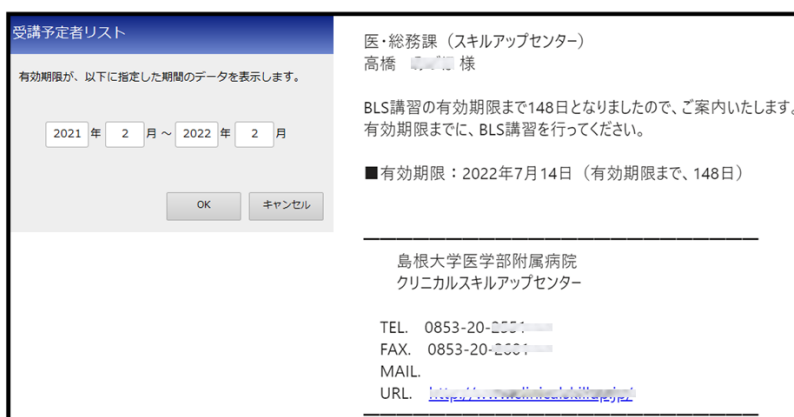 受講予定者リスト
有効期限が、以下に指定した期間のデータを表示します。
2021 年 2 月 ～ 2022 年 2 月
OK キャンセル
医・総務課（スキルアップセンター）
高橋 様
BLS講習の有効期限まで148日となりましたので、ご案内いたします。
有効期限までに、BLS講習を行ってください。
■有効期限：2022年7月14日（有効期限まで、148日）
島根大学医学部附属病院
クリニカルスキルアップセンター
TEL. 0853-20-
FAX. 0853-20-
MAIL.
URL.